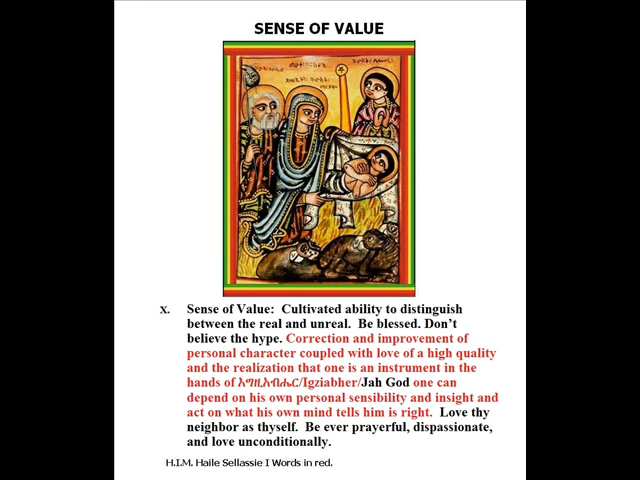 SENSE OF VALUE
X. Sense of Value: Cultivated ability to distinguish
between the real and unreal. Be blessed. Don't
believe the hype. Correction and improvement of
personal character coupled with love of a high quality
and the realization that one is an instrument in the
hands of እግዚአብሔር/Igziabher/Jah God one can
depend on his own personal sensibility and insight and
act on what his own mind tells him is right. Love thy
neighbor as thyself. Be ever prayerful, dispassionate,
and love unconditionally.
H.I.M. Haile Sellassie I Words in red.